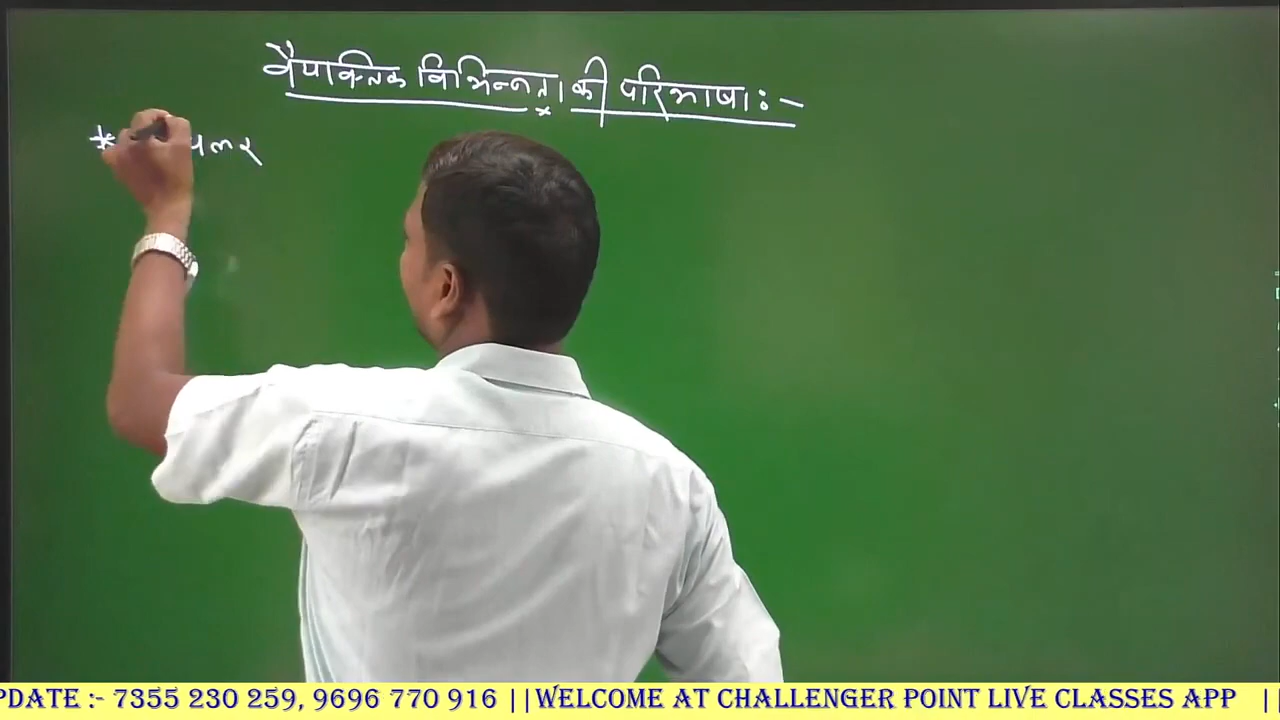 वैयक्तिक विभिन्नता की परिभाषा :-
*
PDATE :- 7355 230 259, 9696 770 916 || WELCOME AT CHALLENGER POINT LIVE CLASSES APP ||